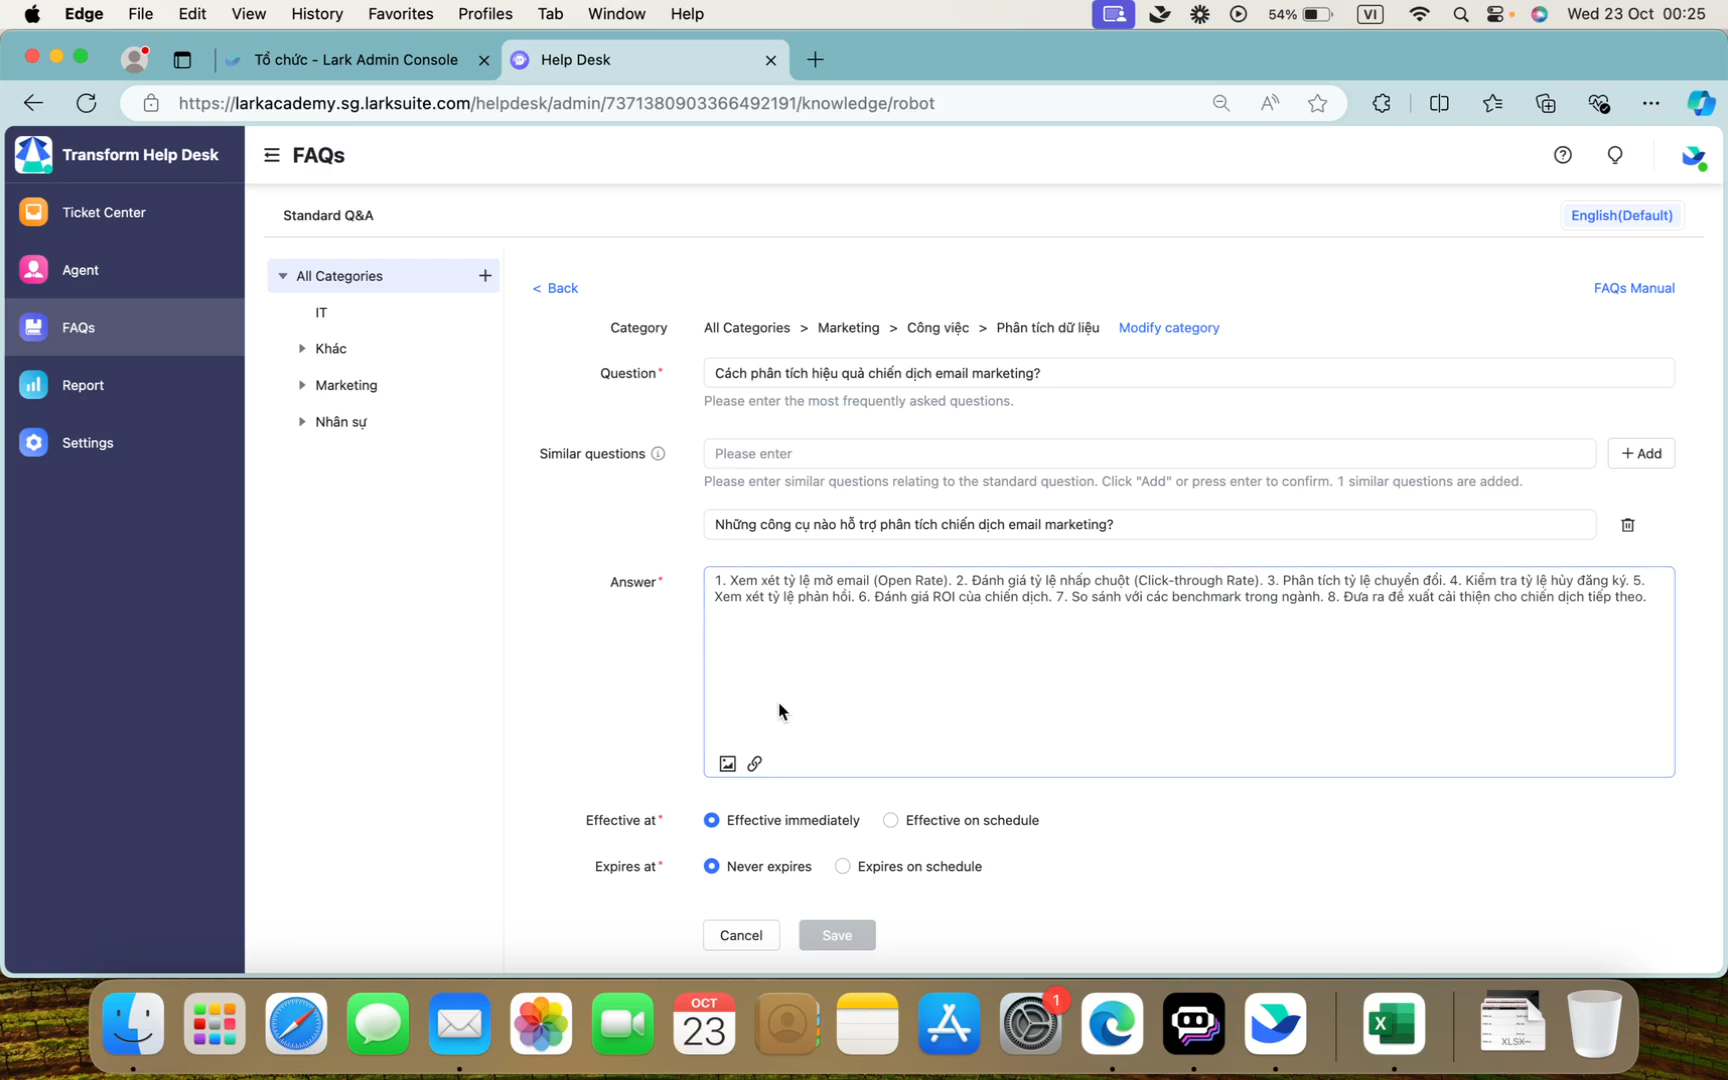 Edge File Edit View History Favorites Profiles Tab Window Help 54% VI Wed 23 Oct 00:25
Tổ chức - Lark Admin Console
Help Desk
https://larkacademy.sg.larksuite.com/helpdesk/admin/7371380903366492191/knowledge/robot
Transform Help Desk
FAQs
Ticket Center
Agent
FAQs
Report
Settings
Standard Q&A
English(Default)
All Categories
IT
Khác
Marketing
Nhân sự
< Back
FAQs Manual
Category
All Categories > Marketing > Công việc > Phân tích dữ liệu Modify category
Question*
Cách phân tích hiệu quả chiến dịch email marketing?
Please enter the most frequently asked questions.
Similar questions
Please enter
+ Add
Please enter similar questions relating to the standard question. Click "Add" or press enter to confirm. 1 similar questions are added.
Những công cụ nào hỗ trợ phân tích chiến dịch email marketing?
Answer*
1. Xem xét tỷ lệ mở email (Open Rate). 2. Đánh giá tỷ lệ nhấp chuột (Click-through Rate). 3. Phân tích tỷ lệ chuyển đổi. 4. Kiểm tra tỷ lệ hủy đăng ký. 5.
Xem xét tỷ lệ phản hồi. 6. Đánh giá ROI của chiến dịch. 7. So sánh với các benchmark trong ngành. 8. Đưa ra đề xuất cải thiện cho chiến dịch tiếp theo.
Effective at*
Effective immediately
Effective on schedule
Expires at*
Never expires
Expires on schedule
Cancel
Save
OCT
23
1
X
XLSX